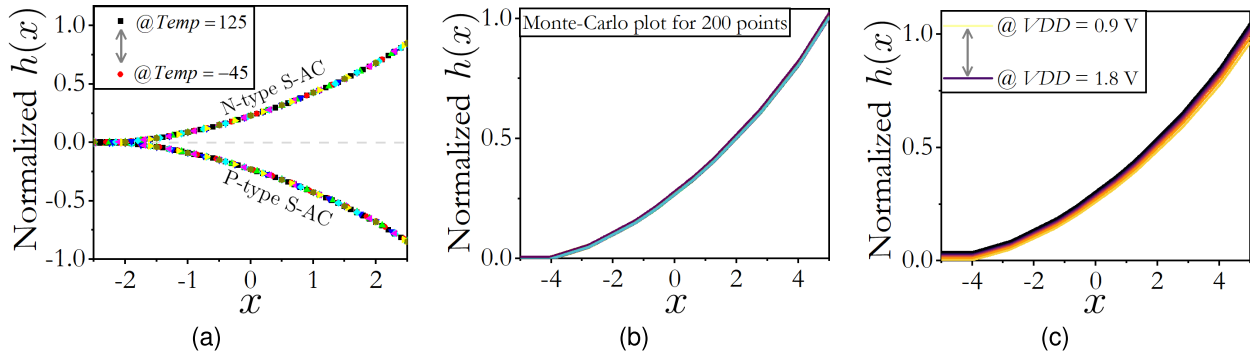 Normalized h(x)
1.0
0.5
0.0
-0.5
-1.0
@Temp = 125
@Temp = −45
N-type S-AC
P-type S-AC
-2
-1
0
1
2
x
(a)
Normalized h(x)
1.0
0.5
0.0
Monte-Carlo plot for 200 points
-4
-2
0
2
4
x
(b)
Normalized h(x)
1.0
0.5
0.0
@ VDD = 0.9 V
@ VDD = 1.8 V
-4
-2
0
2
4
x
(c)